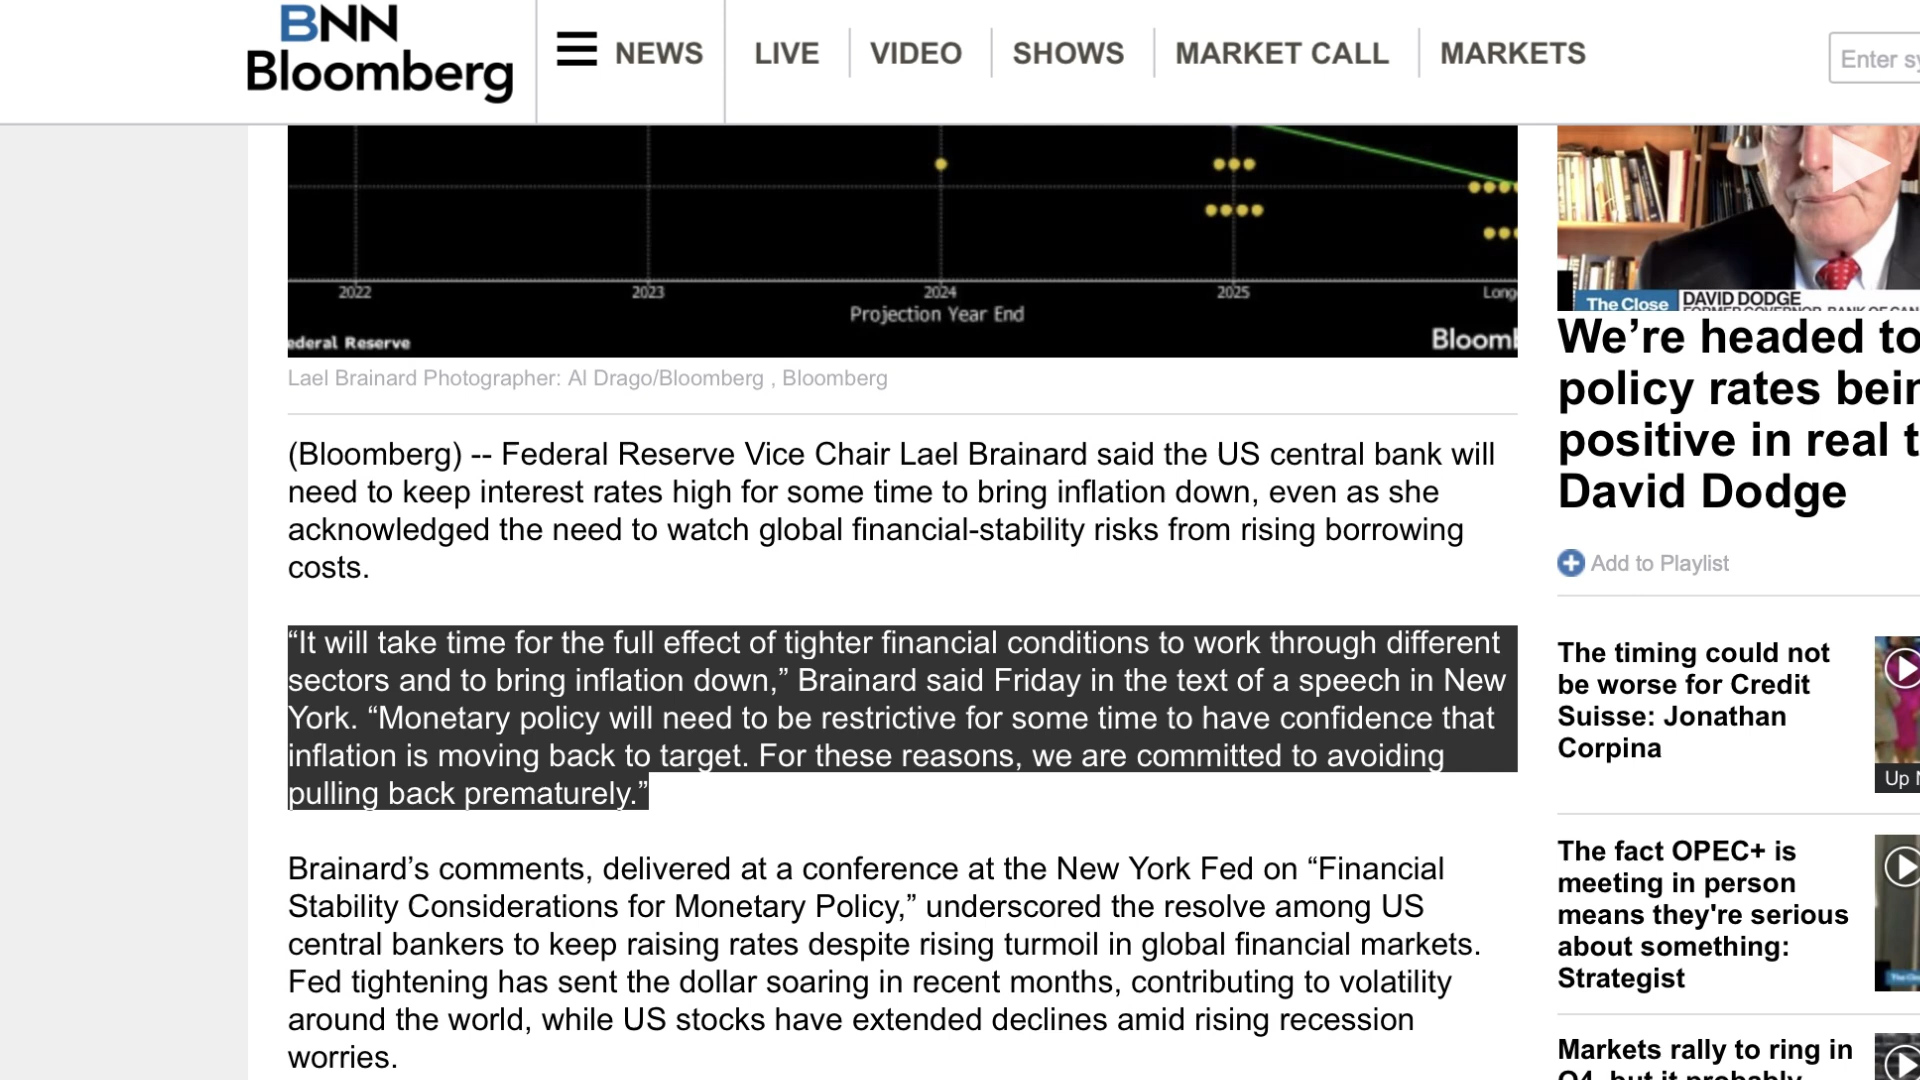 BNN
Bloomberg
NEWS
LIVE
VIDEO
SHOWS
MARKET CALL
MARKETS
Enter
2022
2023
2024
2025
Projection Year End
Reserve
Lael Brainard Photographer: Al Drago/Bloomberg , Bloomberg
(Bloomberg) -- Federal Reserve Vice Chair Lael Brainard said the US central bank will
need to keep interest rates high for some time to bring inflation down, even as she
acknowledged the need to watch global financial-stability risks from rising borrowing
costs.
“It will take time for the full effect of tighter financial conditions to work through different
sectors and to bring inflation down,” Brainard said Friday in the text of a speech in New
York. “Monetary policy will need to be restrictive for some time to have confidence that
inflation is moving back to target. For these reasons, we are committed to avoiding
pulling back prematurely.”
Brainard’s comments, delivered at a conference at the New York Fed on “Financial
Stability Considerations for Monetary Policy,” underscored the resolve among US
central bankers to keep raising rates despite rising turmoil in global financial markets.
Fed tightening has sent the dollar soaring in recent months, contributing to volatility
around the world, while US stocks have extended declines amid rising recession
worries.
The Close
DAVID DODGE
We’re headed to
policy rates
positive in real
David Dodge
Add to Playlist
The timing could not
be worse for Credit
Suisse: Jonathan
Corpina
Up
The fact OPEC+ is
meeting in person
means they're serious
about something:
Strategist
Markets rally to ring in